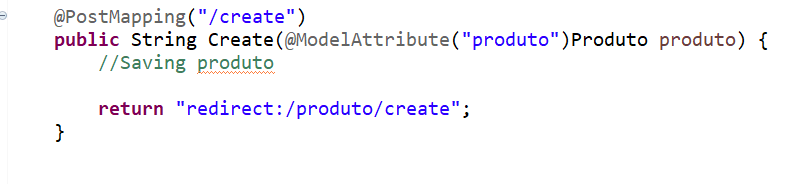 @PostMapping("/create")
public String Create(@ModelAttribute("produto")Produto produto) {
//Saving produto
return "redirect:/produto/create";
}